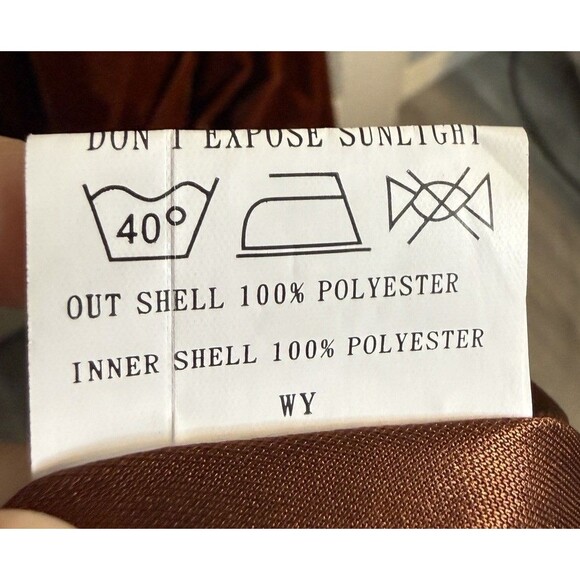 DON'T EXPOSE SUNLIGHT
40°
OUT SHELL 100% POLYESTER
INNER SHELL 100% POLYESTER
WY